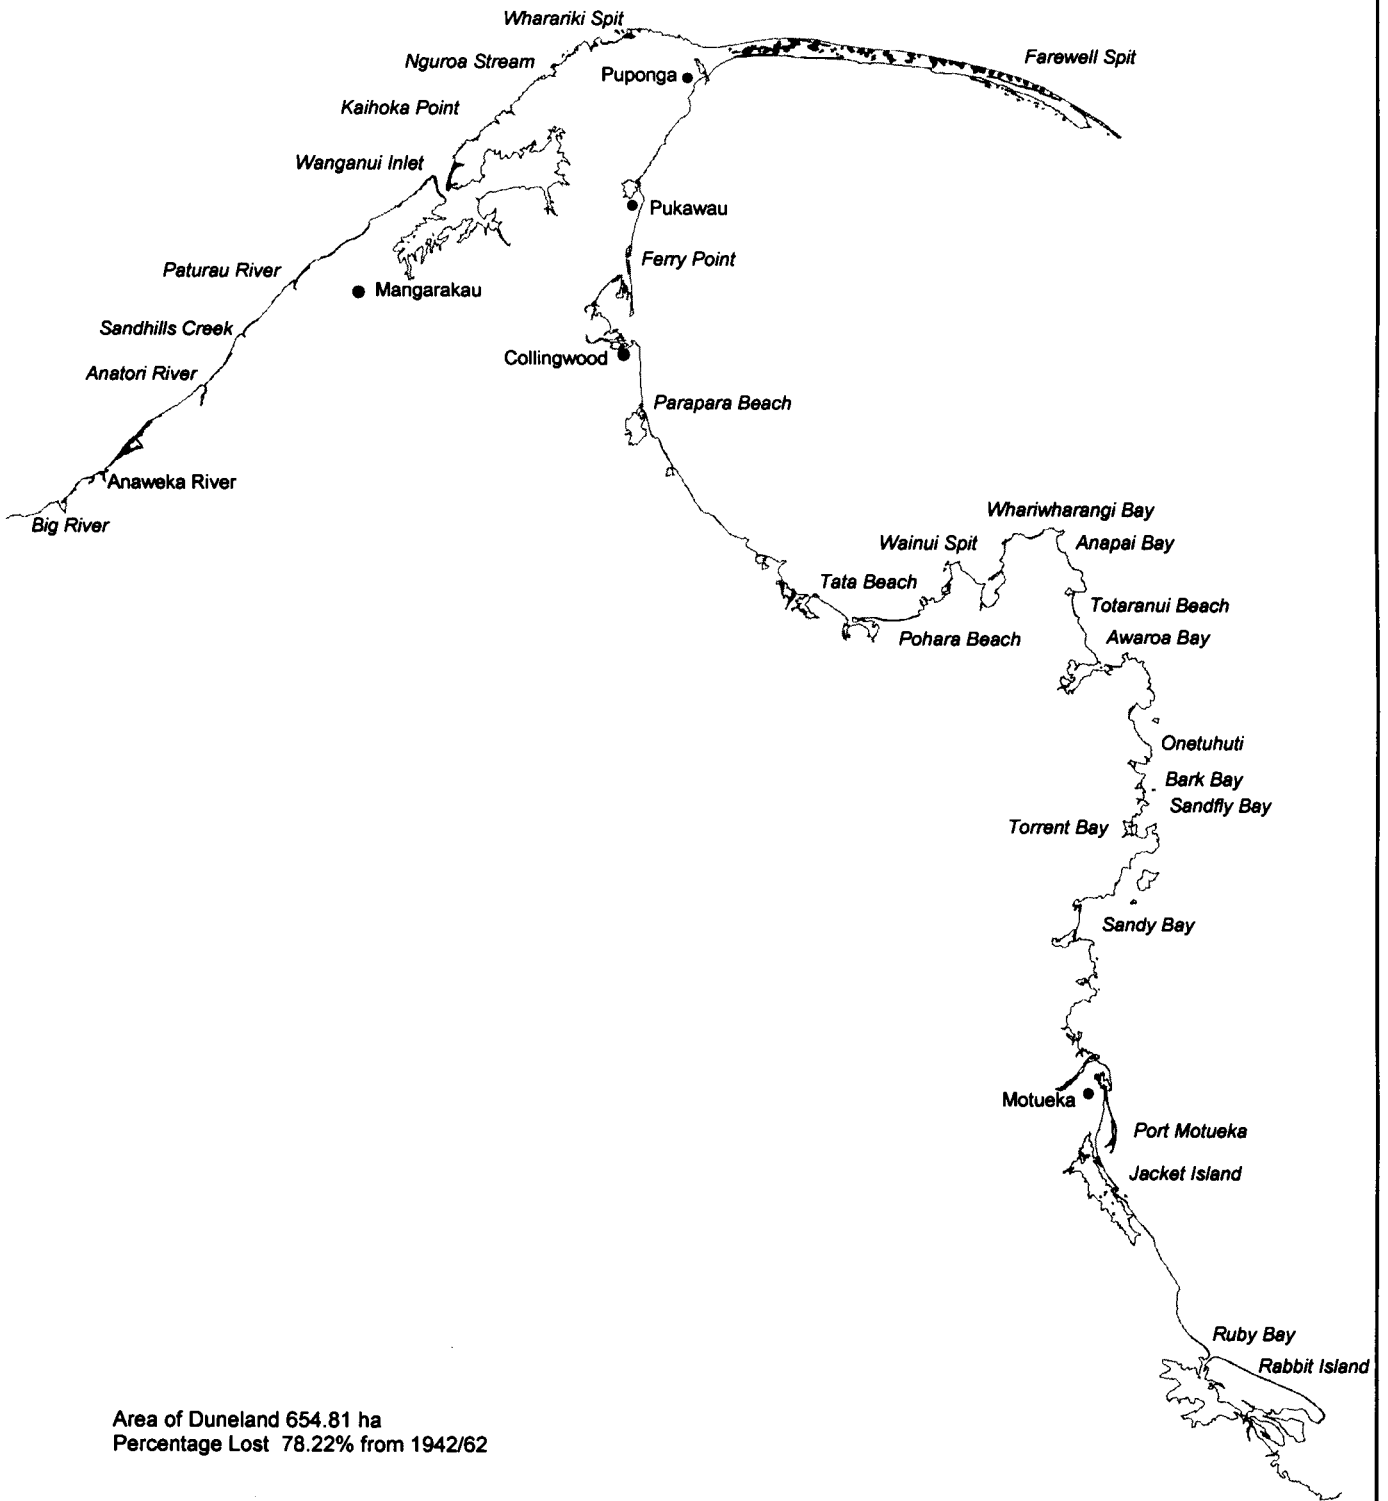 Wharariki Spit
Farewell Spit
Nguroa Stream
Puponga
Kaihoka Point
Wanganui Inlet
Pukawau
Ferry Point
Paturau River
Mangarakau
Sandhills Creek
Collingwood
Anatori River
Parapara Beach
Anaweka River
Big River
Whariwharangi Bay
Wainui Spit
Anapai Bay
Tata Beach
Totaranui Beach
Pohara Beach
Awaroa Bay
Onetuhuti
Bark Bay
Sandfly Bay
Torrent Bay
Sandy Bay
Motueka
Port Motueka
Jacket Island
Ruby Bay
Rabbit Island
Area of Duneland 654.81 ha
Percentage Lost 78.22% from 1942/62